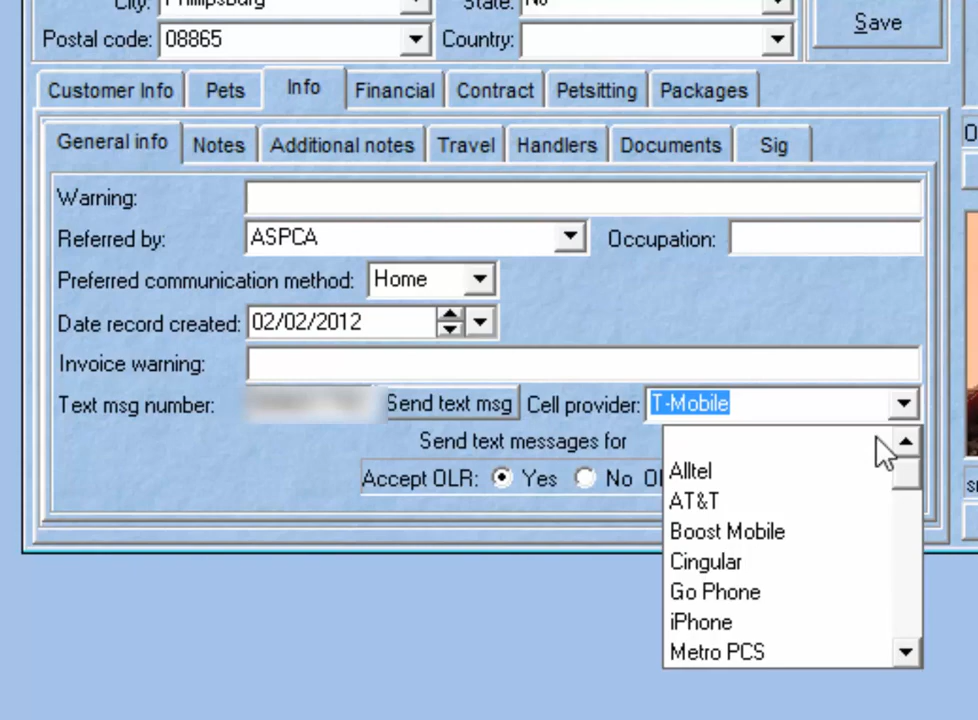 City: Phillipsburg State:
Postal code: 08865 Country:
Save
Customer Info Pets Info Financial Contract Petsitting Packages
General info Notes Additional notes Travel Handlers Documents Sig
Warning:
Referred by: ASPCA Occupation:
Preferred communication method: Home
Date record created: 02/02/2012
Invoice warning:
Text msg number: Send text msg Cell provider: T-Mobile
Send text messages for
Accept OLR: Yes No
Alltel
AT&T
Boost Mobile
Cingular
Go Phone
iPhone
Metro PCS